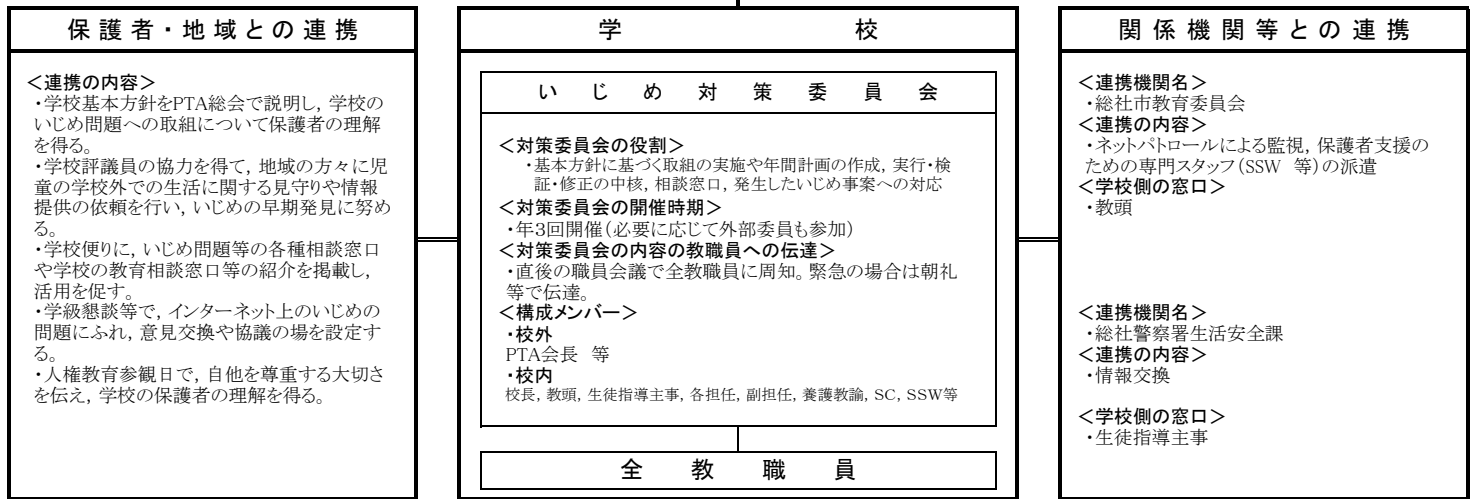 保護者・地域との連携
＜連携の内容＞
・学校基本方針をPTA総会で説明し，学校の
いじめ問題への取組について保護者の理解
を得る。
・学校評議員の協力を得て，地域の方々に児
童の学校外での生活に関する見守りや情報
提供の依頼を行い，いじめの早期発見に努め
る。
・学校便りに，いじめ問題等の各種相談窓口
や学校の教育相談窓口等の紹介を掲載し，
活用を促す。
・学級懇談等で，インターネット上のいじめの
問題にふれ，意見交換や協議の場を設定す
る。
・人権教育参観日で，自他を尊重する大切さ
を伝え，学校の保護者の理解を得る。
学校
いじめ対策委員会
＜対策委員会の役割＞
・基本方針に基づく取組の実施や年間計画の作成，実行・検
証・修正の中核，相談窓口，発生したいじめ事案への対応
＜対策委員会の開催時期＞
・年3回開催（必要に応じて外部委員も参加）
＜対策委員会の内容の教職員への伝達＞
・直後の職員会議で全教職員に周知。緊急の場合は朝礼
等で伝達。
＜構成メンバー＞
・校外
PTA会長　等
・校内
校長，教頭，生徒指導主事，各担任，副担任，養護教諭，SC，SSW等
全教職員
関係機関等との連携
＜連携機関名＞
・総社市教育委員会
＜連携の内容＞
・ネットパトロールによる監視，保護者支援の
ための専門スタッフ（SSW　等）の派遣
＜学校側の窓口＞
・教頭
＜連携機関名＞
・総社警察署生活安全課
＜連携の内容＞
・情報交換
＜学校側の窓口＞
・生徒指導主事